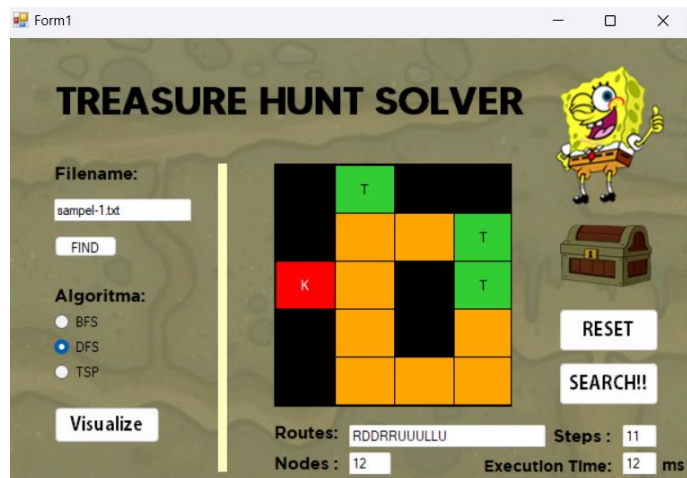 Form1
TREASURE HUNT SOLVER
Filename:
sampel-1.txt
FIND
Algoritma:
BFS
DFS
TSP
Visualize
T
T
K
T
RESET
SEARCH!!
Routes: RDDRRUUULLU Steps : 11
Nodes : 12 Execution Time: 12 ms